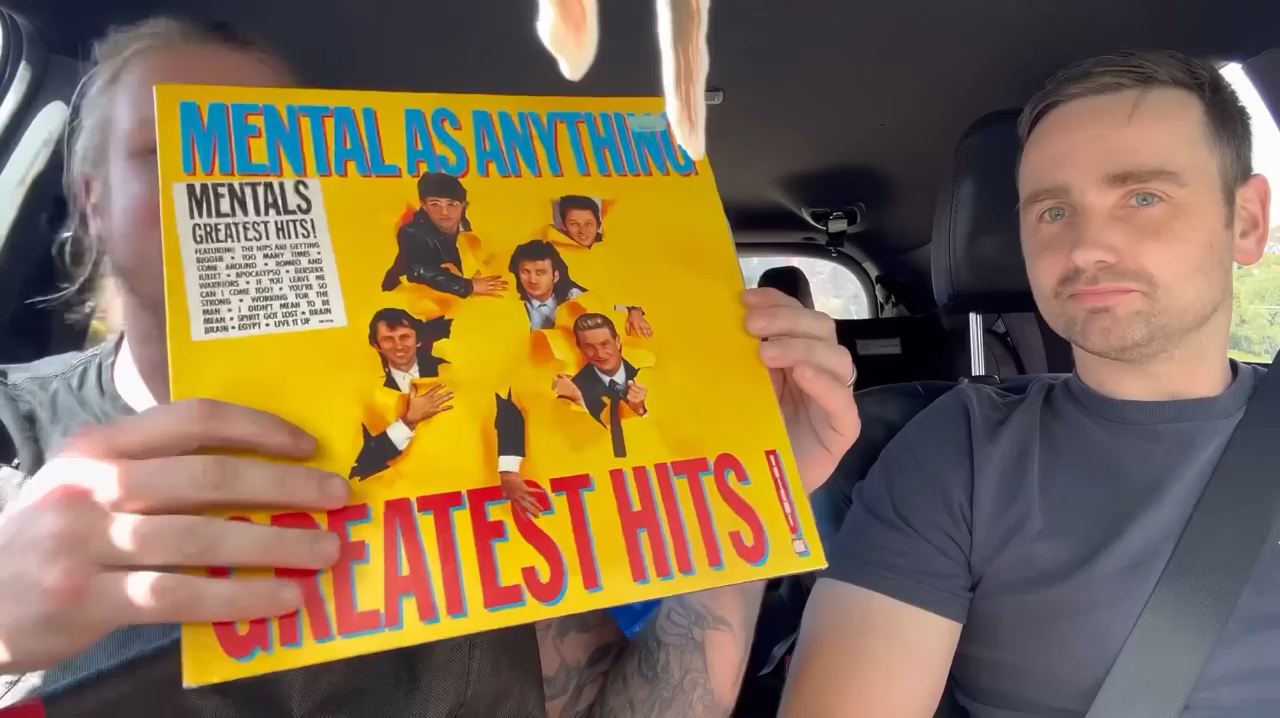 MENTAL AS ANYTHING
MENTALS
GREATEST HITS!
FEATURING THE NIPS ARE GETTING
BIGGER • TOO MANY TIMES •
COME AROUND • ROMEO AND
JULIET • APOCALYPSO • BERSERK
WARRIORS • IF YOU LEAVE ME
CAN I COME TOO? • YOU'RE SO
STRONG • WORKING FOR THE
MAN • I DIDN'T MEAN TO BE
MEAN • SPIRIT GOT LOST • BRAIN
BRAIN • EGYPT • LIVE IT UP
GREATEST HITS!